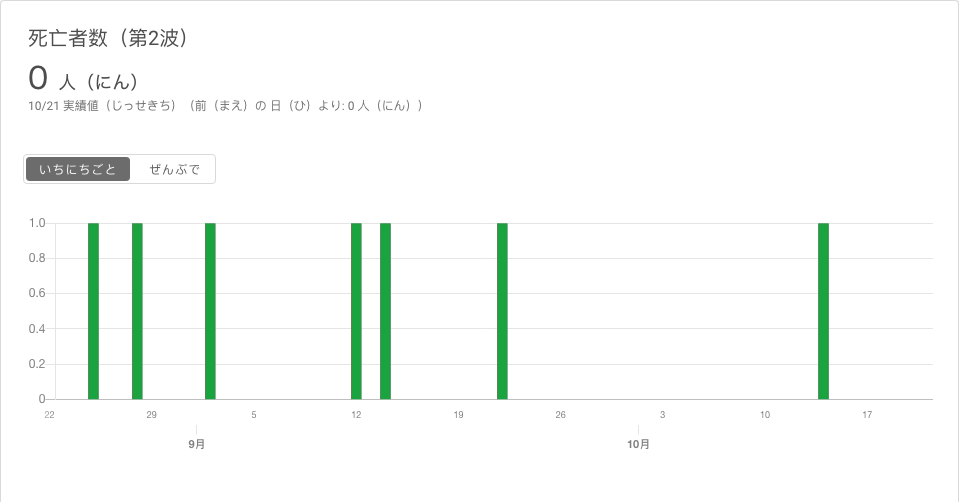 死亡者数（第2波）
0 人（にん）
10/21 実績値（じっせきち）（前（まえ）の 日（ひ）より: 0 人（にん））
いちにちごと ぜんぶで
1.0
0.8
0.6
0.4
0.2
0
22 29 5 12 19 26 3 10 17
9月 10月